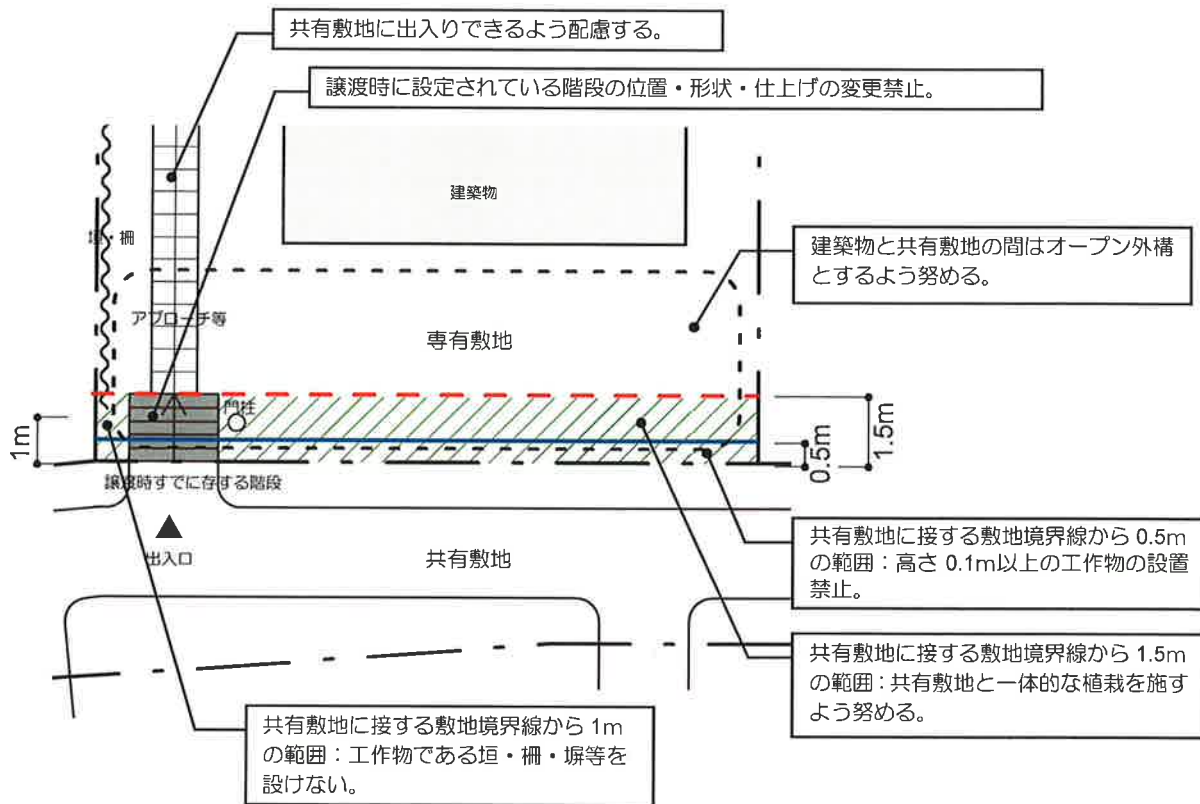 共有敷地に出入りできるよう配慮する。
譲渡時に設定されている階段の位置・形状・仕上げの変更禁止。
建築物
垣・柵
建築物と共有敷地の間はオープン外構
とするよう努める。
アプローチ等
専有敷地
門柱
1m
0.5m
1.5m
譲渡時すでに存する階段
出入口
共有敷地
共有敷地に接する敷地境界線から 0.5m
の範囲：高さ 0.1m以上の工作物の設置
禁止。
共有敷地に接する敷地境界線から 1.5m
の範囲：共有敷地と一体的な植栽を施す
よう努める。
共有敷地に接する敷地境界線から 1m
の範囲：工作物である垣・柵・塀等を
設けない。